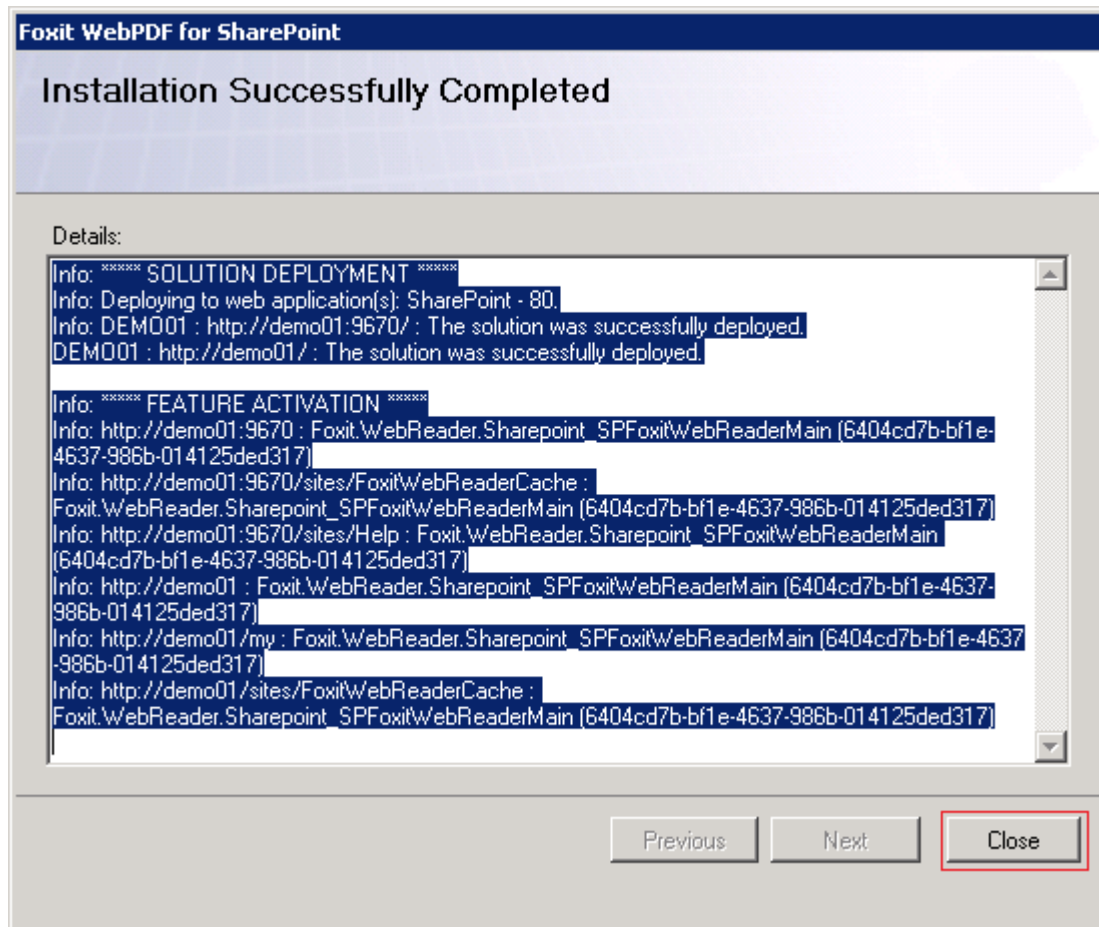 Foxit WebPDF for SharePoint
Installation Successfully Completed
Details:
Info: ***** SOLUTION DEPLOYMENT *****
Info: Deploying to web application(s): SharePoint - 80.
Info: DEMO01 : http://demo01:9670/ : The solution was successfully deployed.
DEMO01 : http://demo01/ : The solution was successfully deployed.
Info: ***** FEATURE ACTIVATION *****
Info: http://demo01:9670 : Foxit.WebReader.Sharepoint_SPFoxitWebReaderMain (6404cd7b-bf1e-
4637-986b-014125ded317)
Info: http://demo01:9670/sites/FoxitWebReaderCache :
Foxit.WebReader.Sharepoint_SPFoxitWebReaderMain (6404cd7b-bf1e-4637-986b-014125ded317)
Info: http://demo01:9670/sites/Help : Foxit.WebReader.Sharepoint_SPFoxitWebReaderMain
(6404cd7b-bf1e-4637-986b-014125ded317)
Info: http://demo01 : Foxit.WebReader.Sharepoint_SPFoxitWebReaderMain (6404cd7b-bf1e-4637-
986b-014125ded317)
Info: http://demo01/my : Foxit.WebReader.Sharepoint_SPFoxitWebReaderMain (6404cd7b-bf1e-4637
-986b-014125ded317)
Info: http://demo01/sites/FoxitWebReaderCache :
Foxit.WebReader.Sharepoint_SPFoxitWebReaderMain (6404cd7b-bf1e-4637-986b-014125ded317)
Previous Next Close